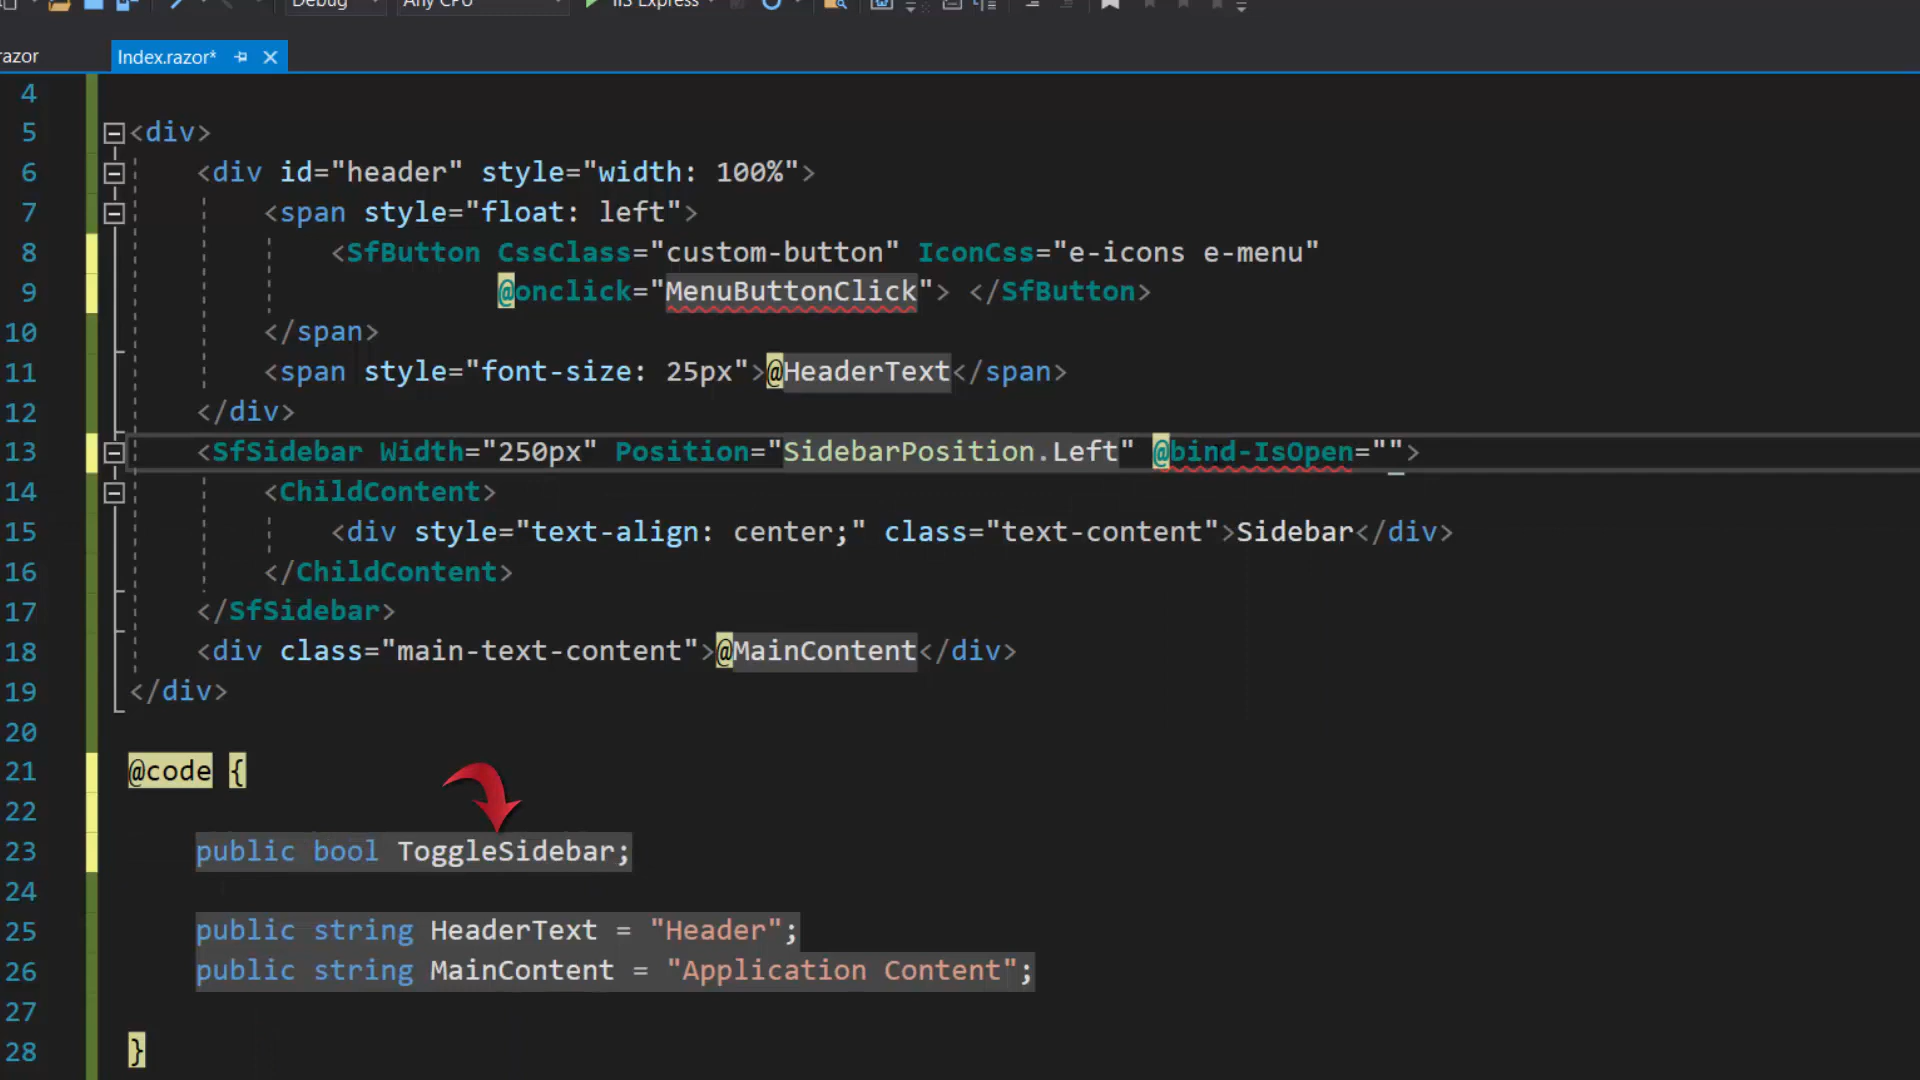 Debug Any CPU IIS Express
razor Index.razor*
4
5 <div>
6 <div id="header" style="width: 100%">
7 <span style="float: left">
8 <SfButton CssClass="custom-button" IconCss="e-icons e-menu"
9 @onclick="MenuButtonClick"> </SfButton>
10 </span>
11 <span style="font-size: 25px">@HeaderText</span>
12 </div>
13 <SfSidebar Width="250px" Position="SidebarPosition.Left" @bind-IsOpen="">
14 <ChildContent>
15 <div style="text-align: center;" class="text-content">Sidebar</div>
16 </ChildContent>
17 </SfSidebar>
18 <div class="main-text-content">@MainContent</div>
19 </div>
20
21 @code {
22
23 public bool ToggleSidebar;
24
25 public string HeaderText = "Header";
26 public string MainContent = "Application Content";
27
28 }